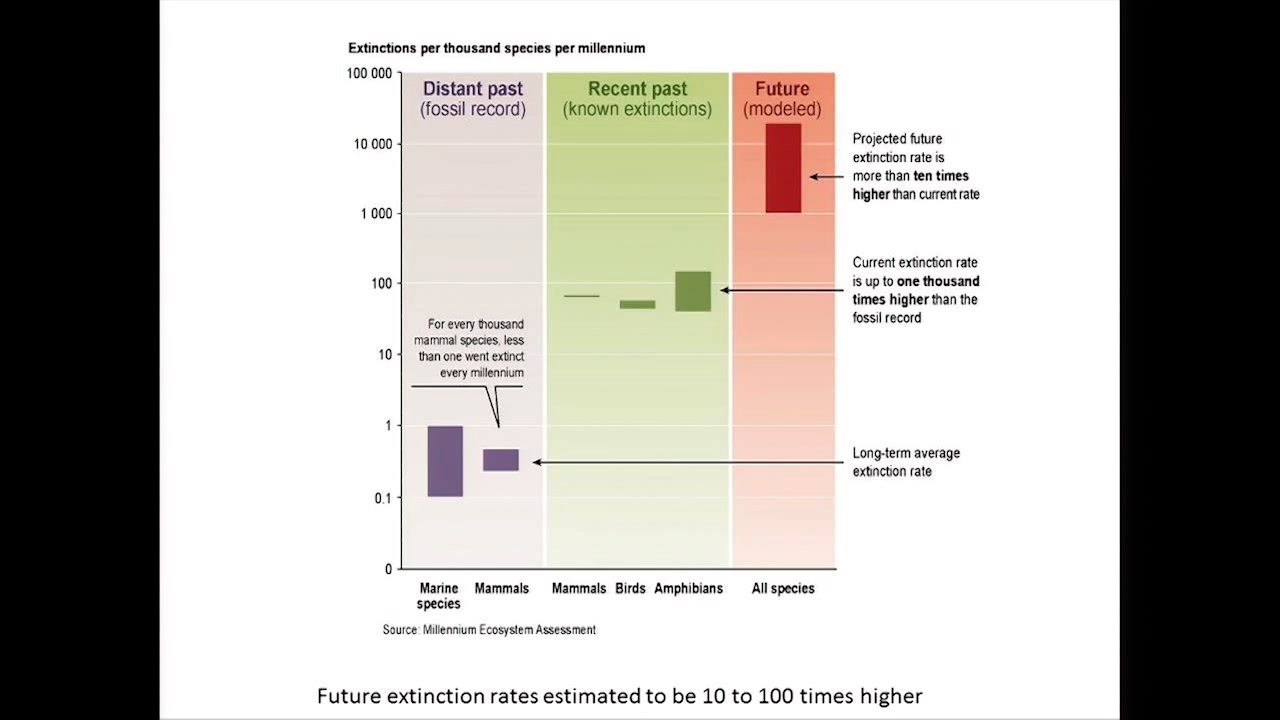 Extinctions per thousand species per millennium
100 000
10 000
1 000
100
10
1
0.1
0
Distant past
(fossil record)
Recent past
(known extinctions)
Future
(modeled)
Projected future
extinction rate is
more than ten times
higher than current rate
Current extinction rate
is up to one thousand
times higher than the
fossil record
For every thousand
mammal species, less
than one went extinct
every millennium
Long-term average
extinction rate
Marine
species
Mammals
Mammals
Birds
Amphibians
All species
Source: Millennium Ecosystem Assessment
Future extinction rates estimated to be 10 to 100 times higher